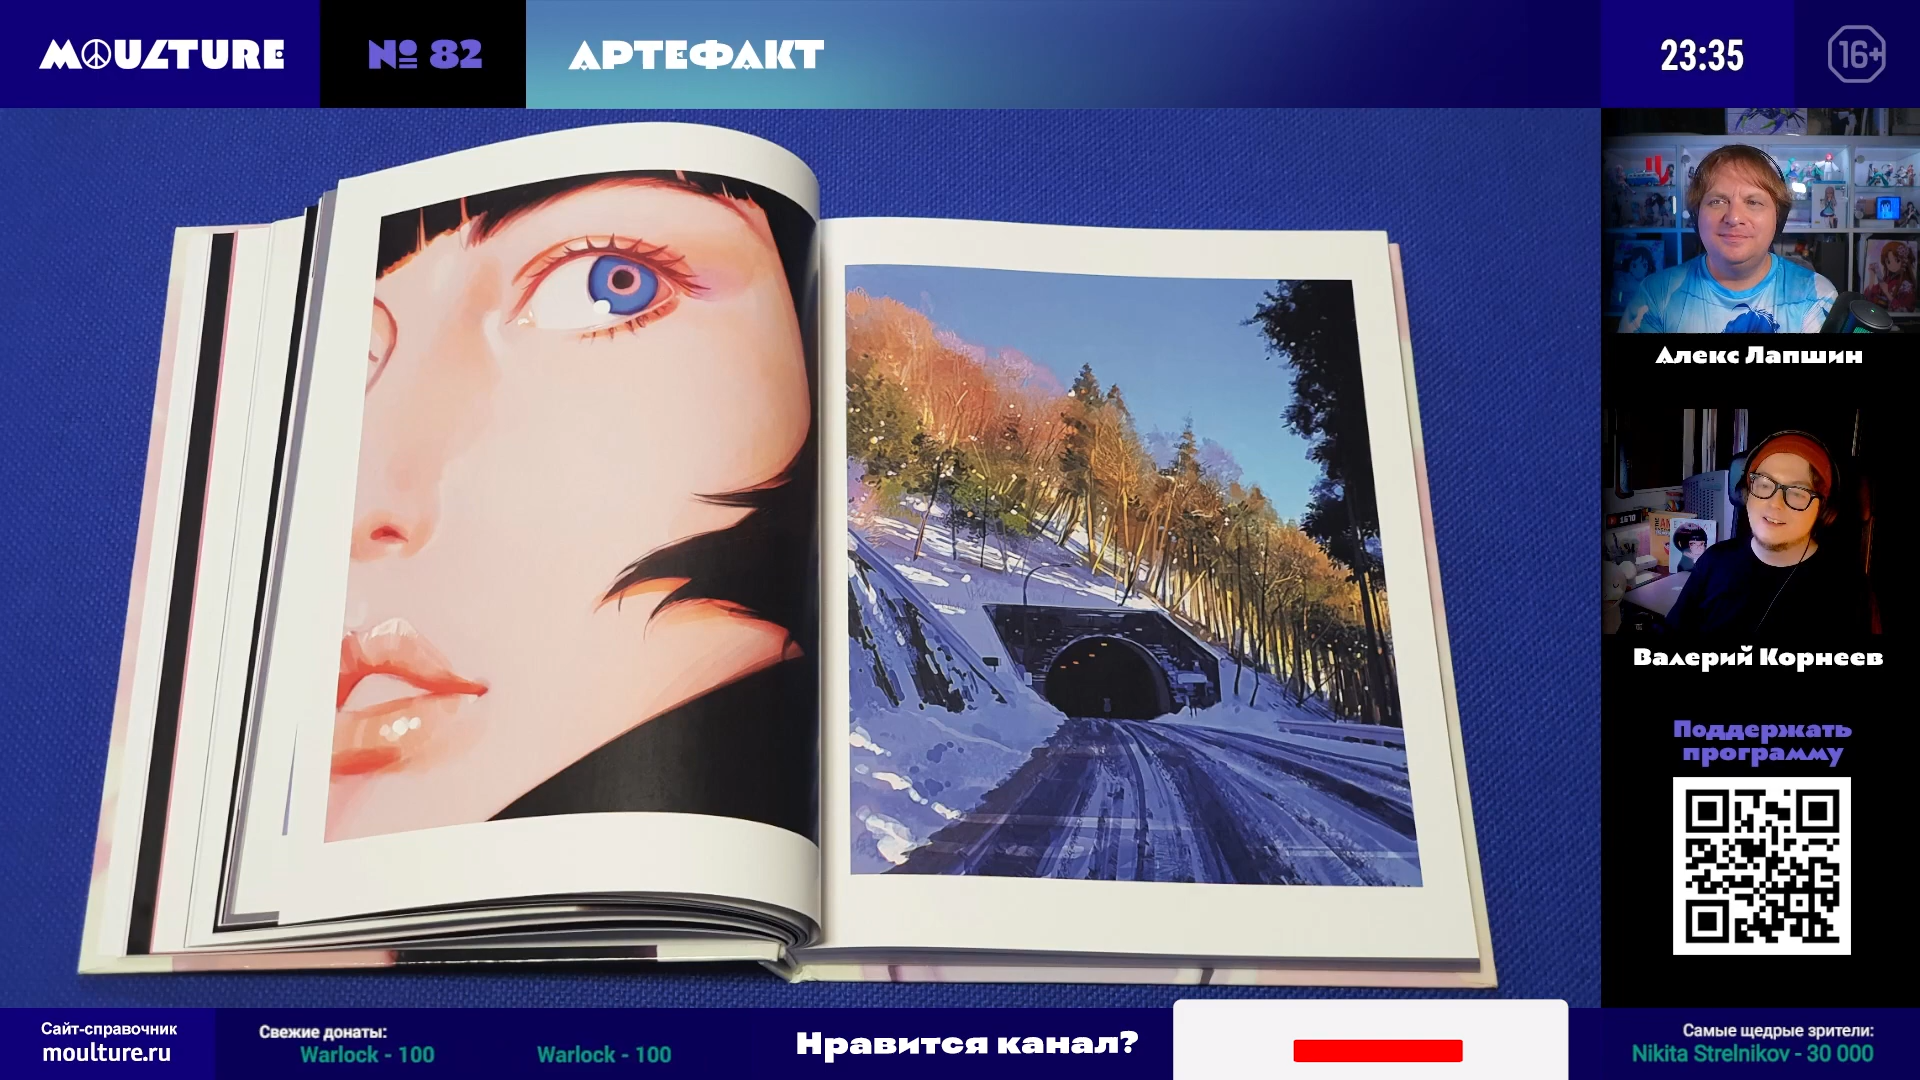 MOULTURE
№ 82
АРТЕФАКТ
23:35
16+
Алекс Лапшин
Валерий Корнеев
Поддержать
программу
Сайт-справочник
moulture.ru
Свежие донаты:
Warlock - 100
Warlock - 100
Нравится канал?
Самые щедрые зрители:
Nikita Strelnikov - 30 000